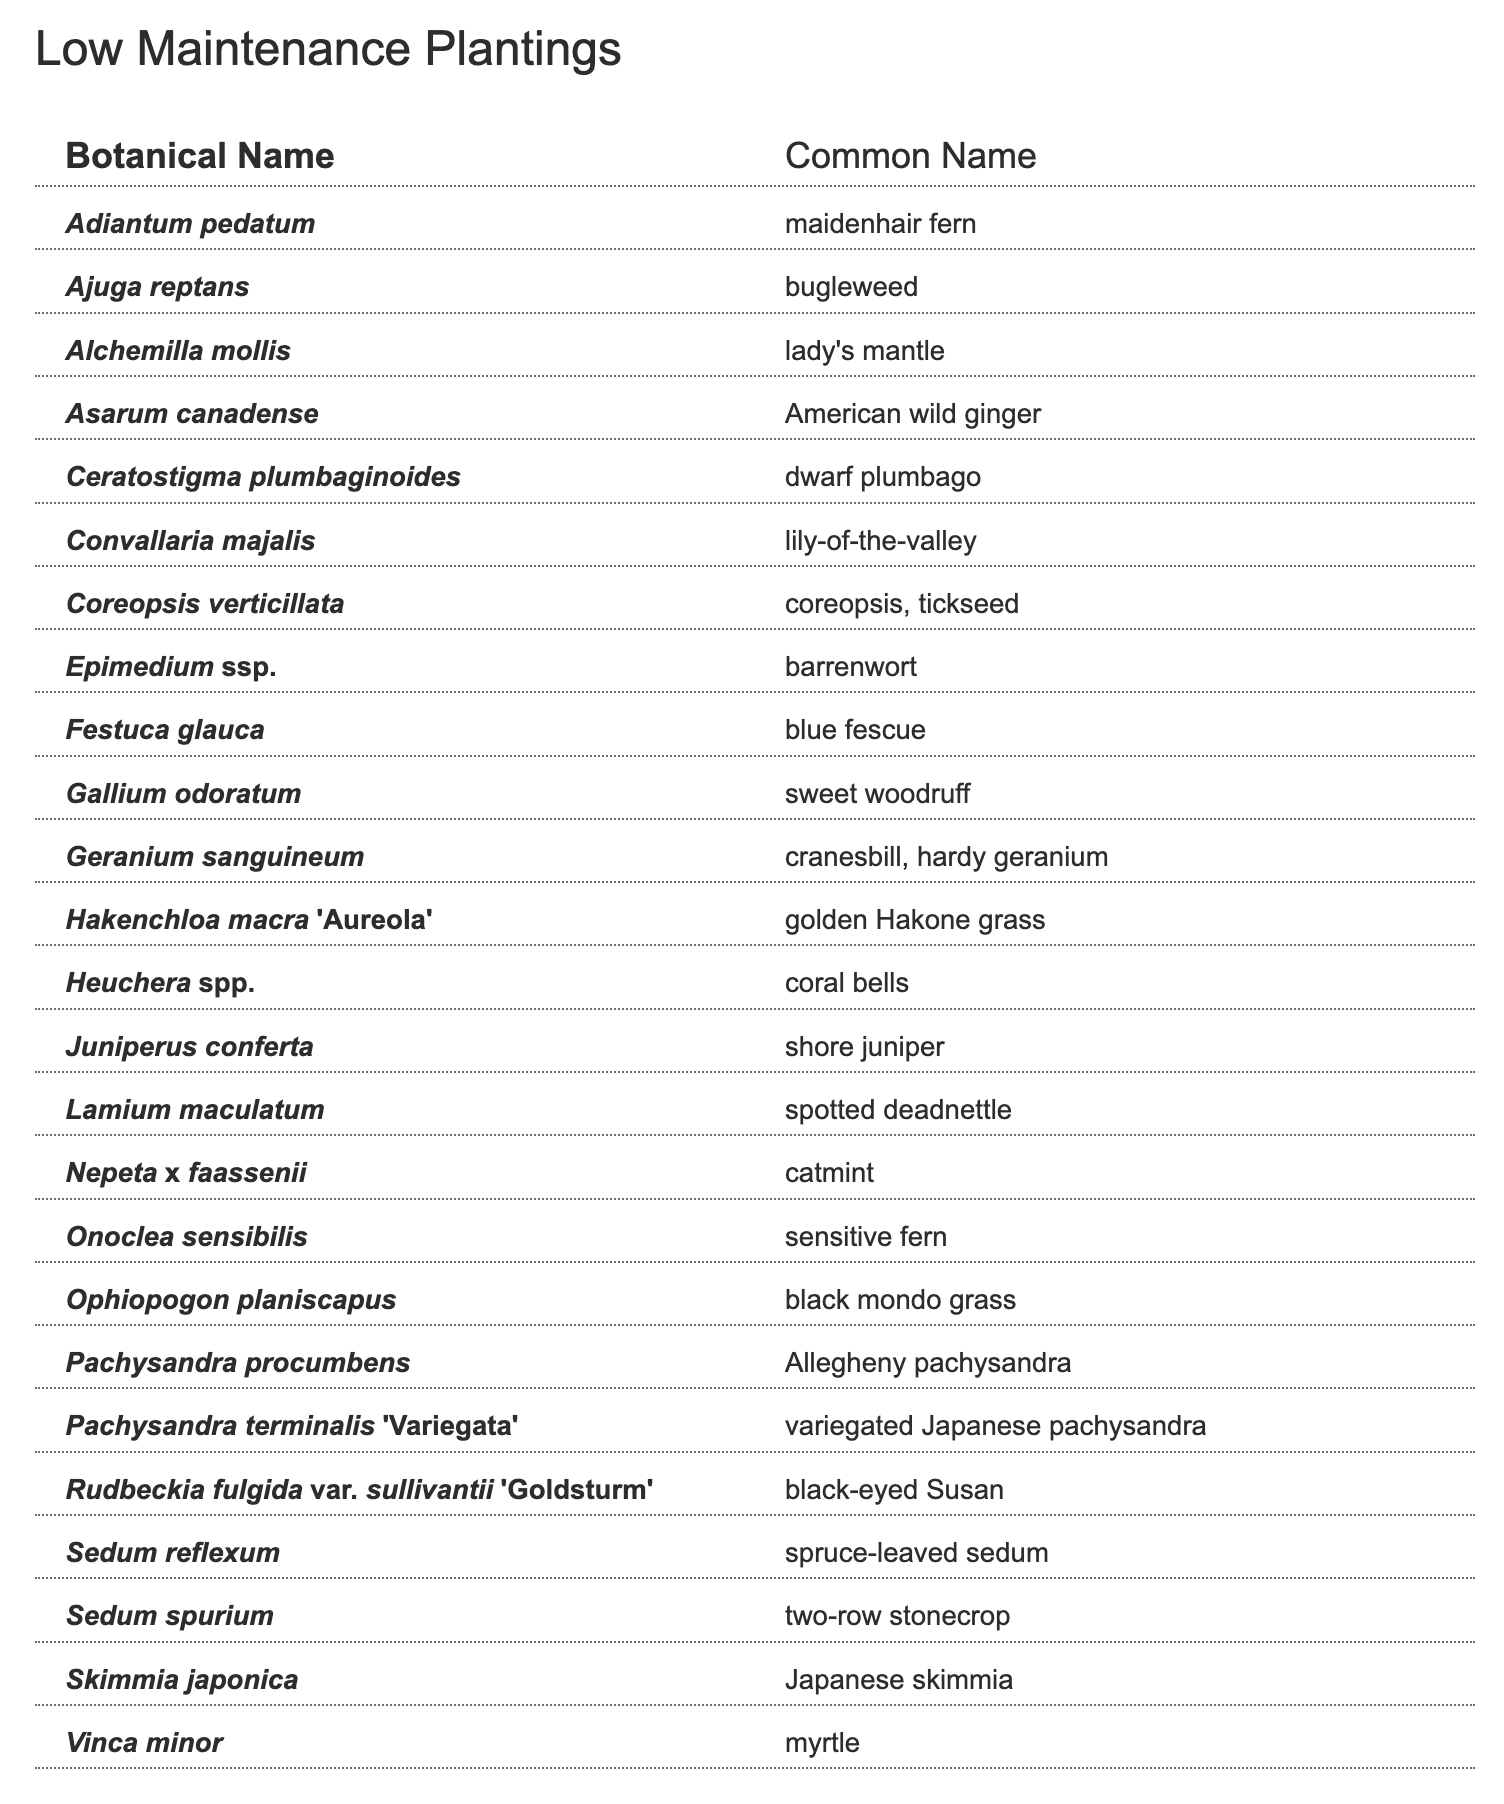 Low Maintenance Plantings
Botanical Name Common Name
Adiantum pedatum maidenhair fern
Ajuga reptans bugleweed
Alchemilla mollis lady's mantle
Asarum canadense American wild ginger
Ceratostigma plumbaginoides dwarf plumbago
Convallaria majalis lily-of-the-valley
Coreopsis verticillata coreopsis, tickseed
Epimedium ssp. barrenwort
Festuca glauca blue fescue
Gallium odoratum sweet woodruff
Geranium sanguineum cranesbill, hardy geranium
Hakenchloa macra 'Aureola' golden Hakone grass
Heuchera spp. coral bells
Juniperus conferta shore juniper
Lamium maculatum spotted deadnettle
Nepeta x faassenii catmint
Onoclea sensibilis sensitive fern
Ophiopogon planiscapus black mondo grass
Pachysandra procumbens Allegheny pachysandra
Pachysandra terminalis 'Variegata' variegated Japanese pachysandra
Rudbeckia fulgida var. sullivantii 'Goldsturm' black-eyed Susan
Sedum reflexum spruce-leaved sedum
Sedum spurium two-row stonecrop
Skimmia japonica Japanese skimmia
Vinca minor myrtle